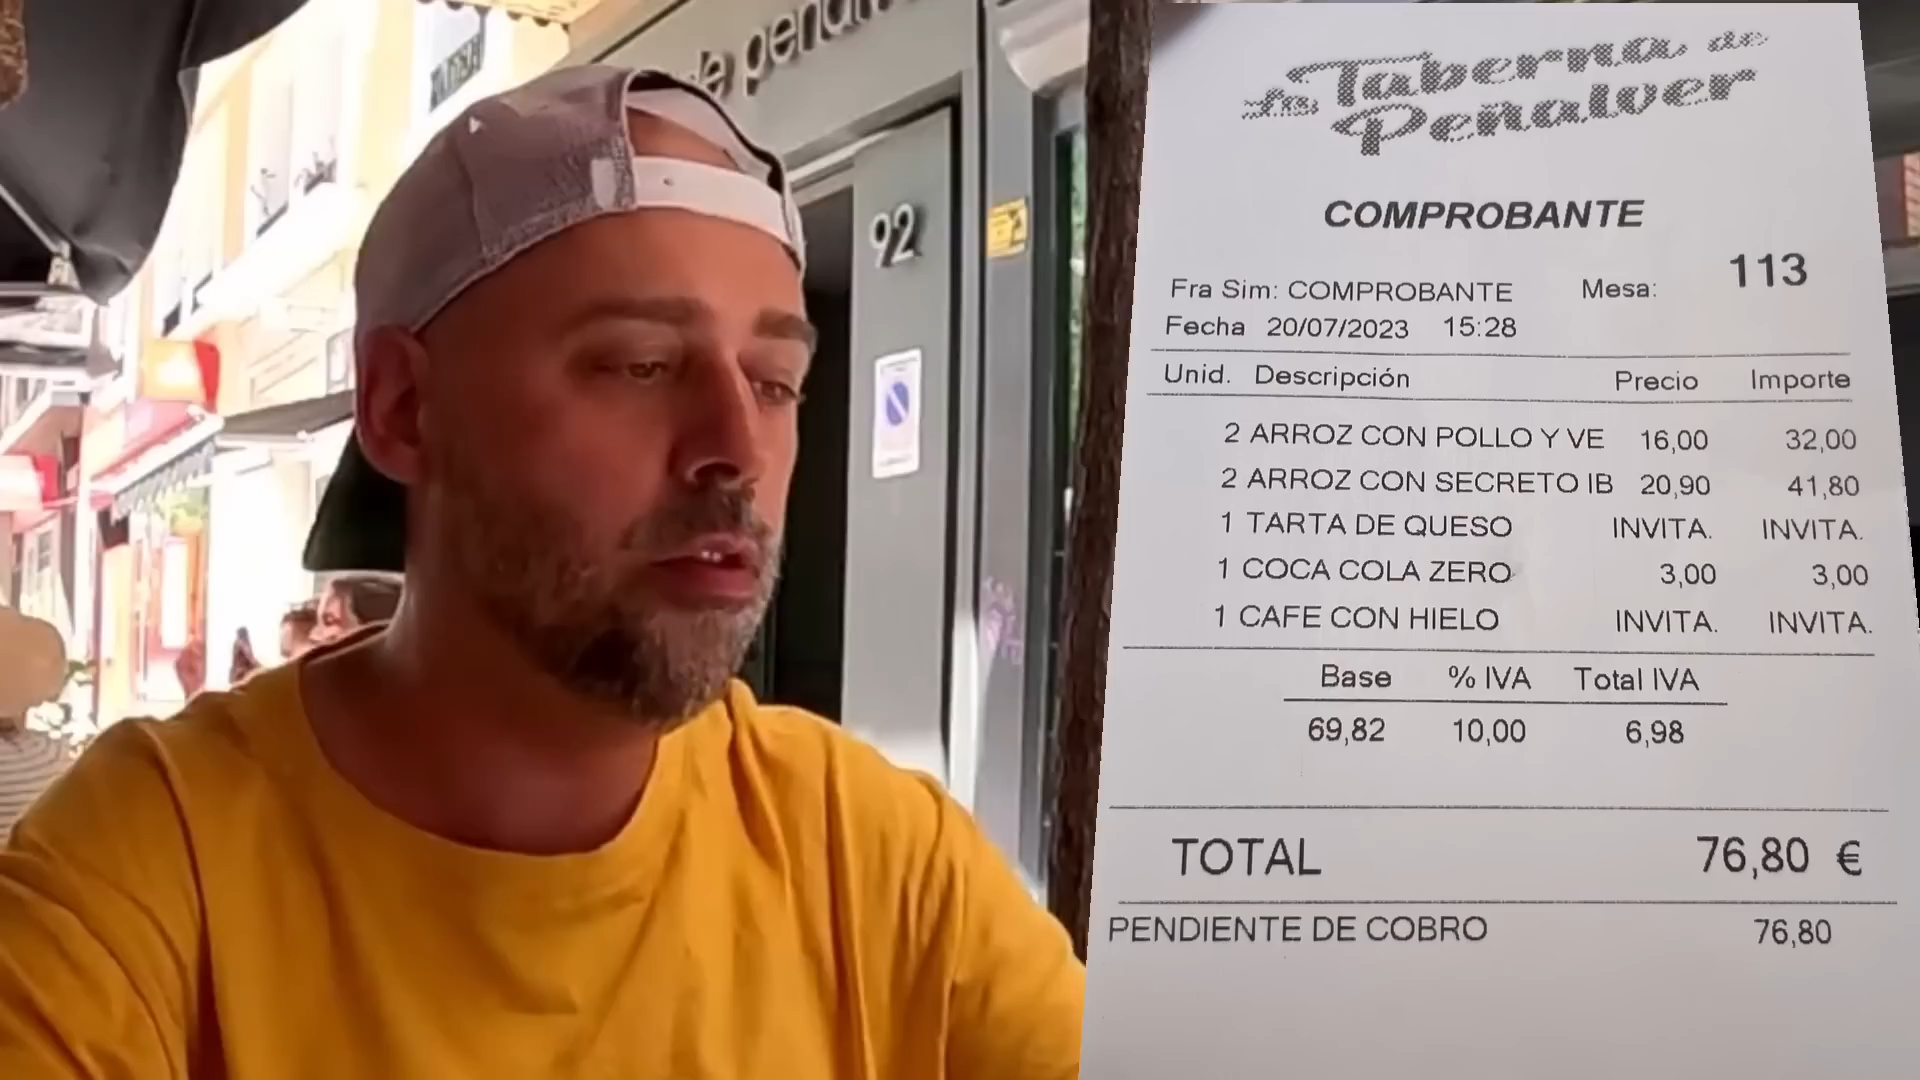 de peñalver
92
La Taberna de
Peñalver
COMPROBANTE
Fra Sim: COMPROBANTE Mesa: 113
Fecha 20/07/2023 15:28
Unid. Descripción Precio Importe
2 ARROZ CON POLLO Y VE 16,00 32,00
2 ARROZ CON SECRETO IB 20,90 41,80
1 TARTA DE QUESO INVITA. INVITA.
1 COCA COLA ZERO 3,00 3,00
1 CAFE CON HIELO INVITA. INVITA.
Base % IVA Total IVA
69,82 10,00 6,98
TOTAL 76,80 €
PENDIENTE DE COBRO 76,80